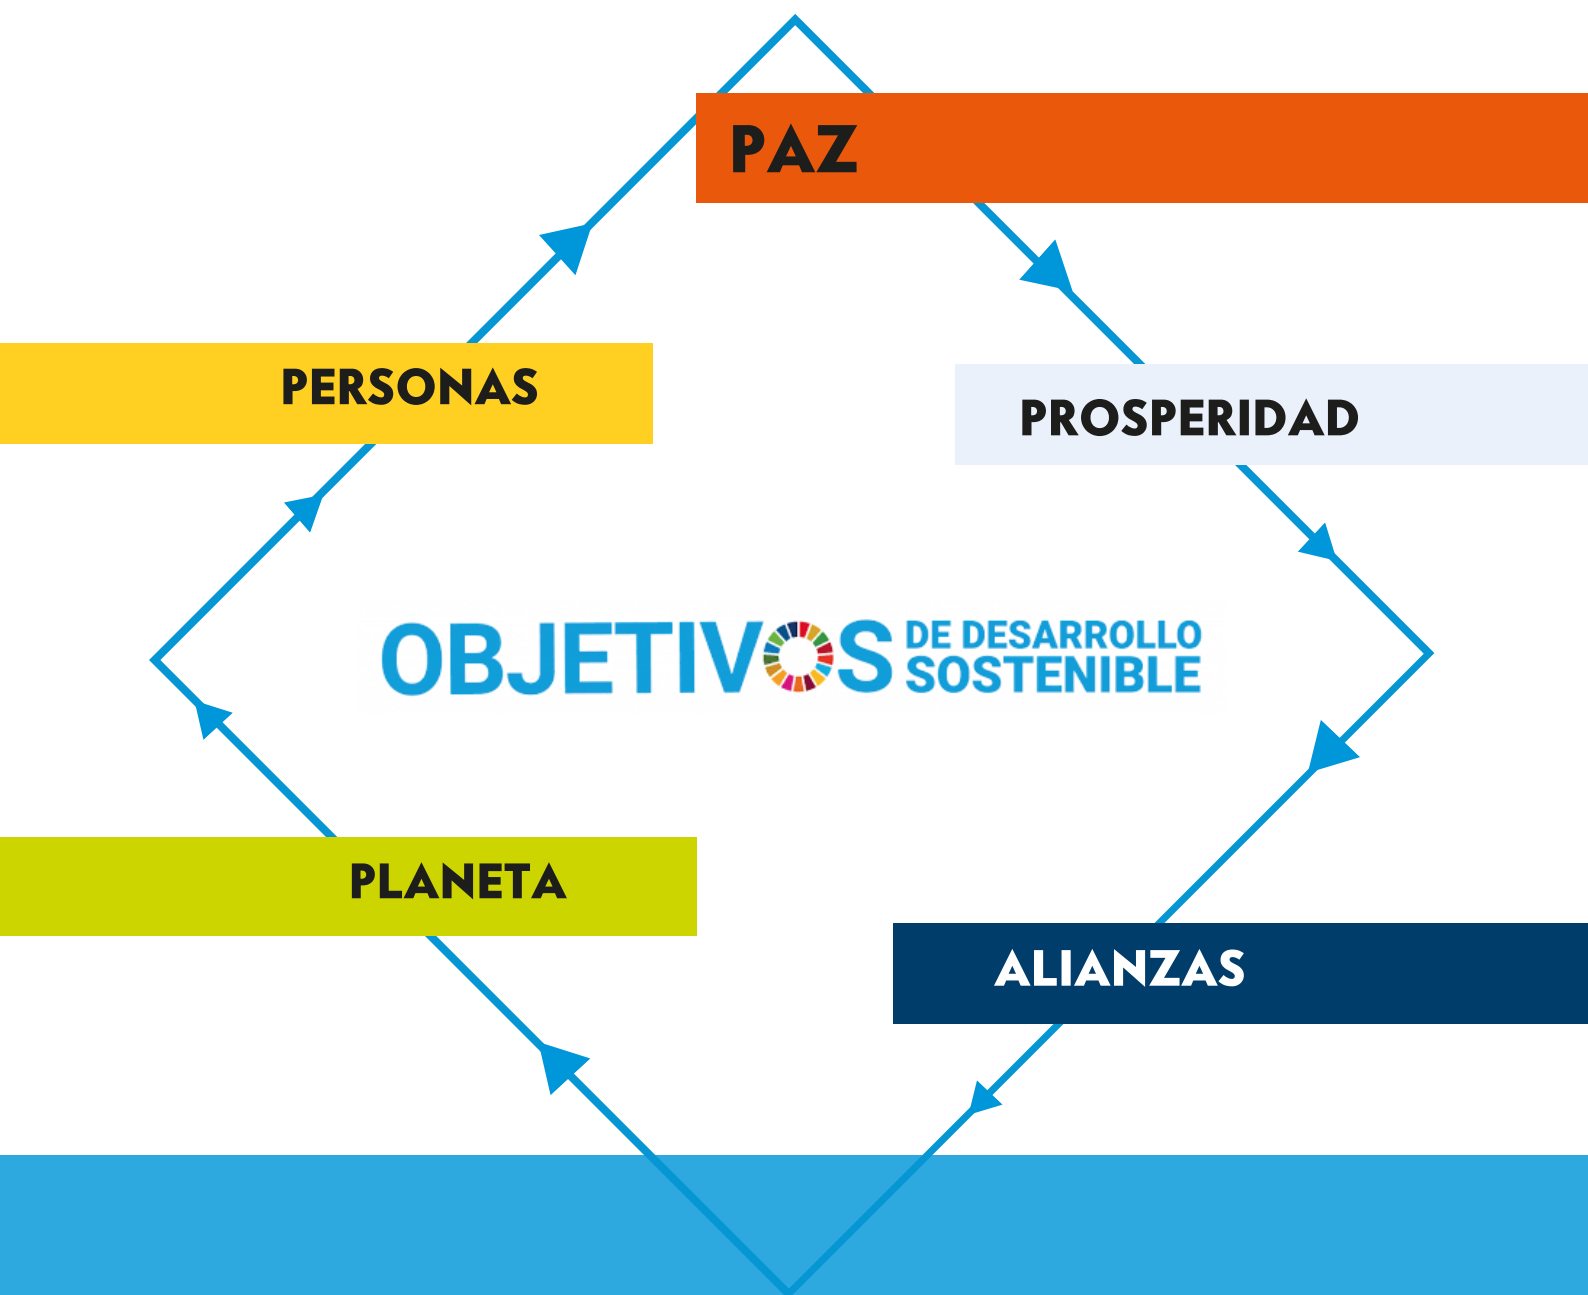 PAZ
PERSONAS
PROSPERIDAD
OBJETIVOS DE DESARROLLO
SOSTENIBLE
PLANETA
ALIANZAS